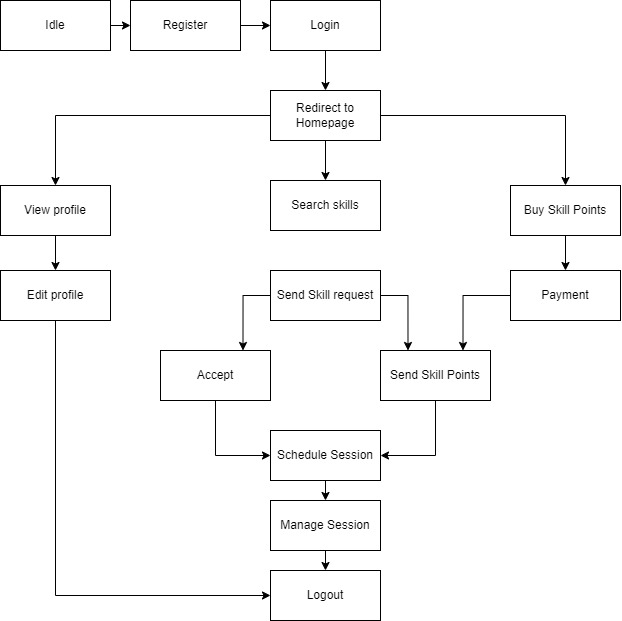 Idle
Register
Login
Redirect to
Homepage
View profile
Search skills
Buy Skill Points
Edit profile
Send Skill request
Payment
Accept
Send Skill Points
Schedule Session
Manage Session
Logout